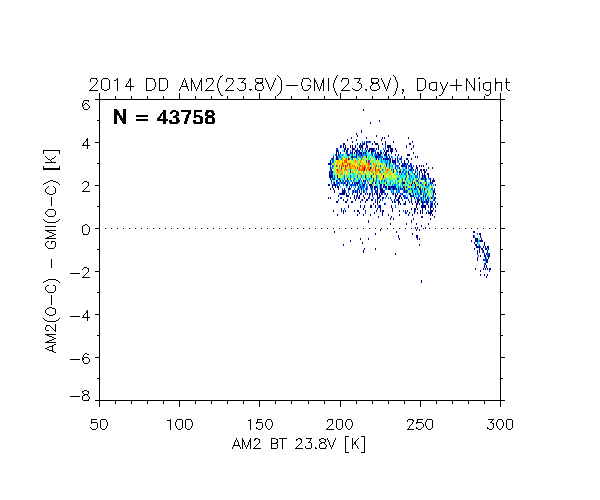 2014 DD AM2(23.8V)−GMI(23.8V), Day+Night
N = 43758
AM2(O−C) − GMI(O−C) [K]
6
4
2
0
−2
−4
−6
−8
50 100 150 200 250 300
AM2 BT 23.8V [K]